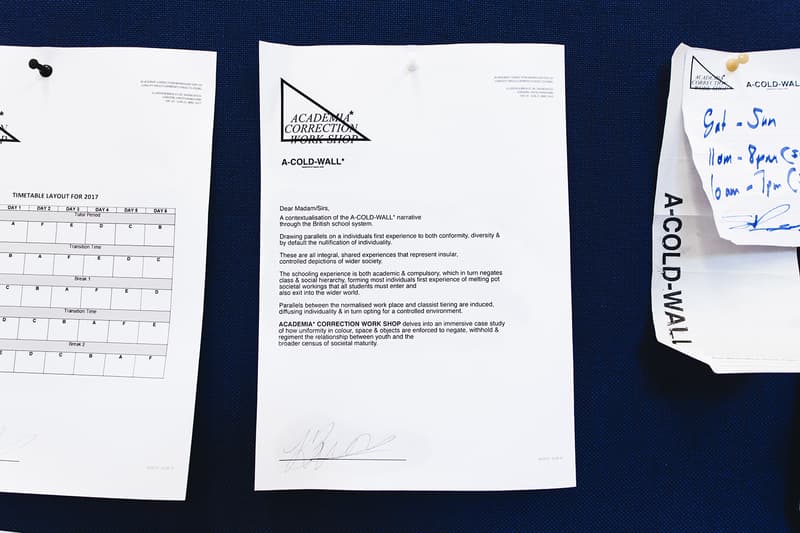 TIMETABLE LAYOUT FOR 2017
DAY 1 DAY 2 DAY 3 DAY 4 DAY 5 DAY 6
Tutor Period
A F E D C B
Transition Time
B A F E D C
Break 1
C B A F E D
Transition Time
D C B A F E
Break 2
E D C B A F
ACADEMIA*
CORRECTION
WORK SHOP
A-COLD-WALL*
Dear Madam/Sirs,
A contextualisation of the A-COLD-WALL* narrative
through the British school system.
Drawing parallels on a individuals first experience to both conformity, diversity &
by default the nullification of individuality.
These are all integral, shared experiences that represent insular,
controlled depictions of wider society.
The schooling experience is both academic & compulsory, which in turn negates
class & social hierarchy, forming most individuals first experience of melting pot
societal workings that all students must enter and
also exit into the wider world.
Parallels between the normalised work place and classist tiering are induced,
diffusing individuality & in turn opting for a controlled environment.
ACADEMIA* CORRECTION WORK SHOP delves into an immersive case study
of how uniformity in colour, space & objects are enforced to negate, withhold &
regiment the relationship between youth and the
broader census of societal maturity.
ACADEMIA*
CORRECTION
WORK SHOP
A-COLD-WALL
Sat - Sun
11am - 8pm
10am - 7pm
A-COLD-WALL